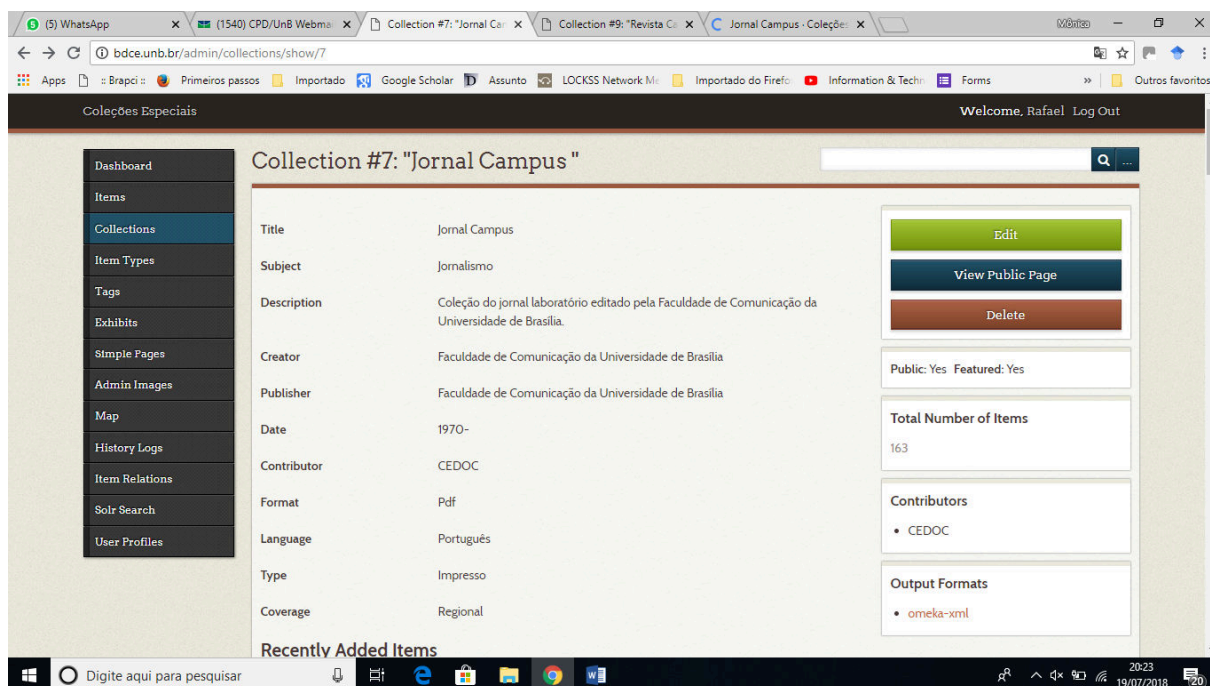 (5) WhatsApp
(1540) CPD/UnB Webma
Collection #7: "Jornal Car
Collection #9: "Revista Ca
Jornal Campus · Coleções
Mônica
bdce.unb.br/admin/collections/show/7
Apps
:: Brapci ::
Primeiros passos
Importado
Google Scholar
Assunto
LOCKSS Network Me
Importado do Firefo
Information & Techn
Forms
»
Outros favoritos
Coleções Especiais
Welcome, Rafael Log Out
Dashboard
Items
Collections
Item Types
Tags
Exhibits
Simple Pages
Admin Images
Map
History Logs
Item Relations
Solr Search
User Profiles
Collection #7: "Jornal Campus "
...
Title Jornal Campus
Subject Jornalismo
Description Coleção do jornal laboratório editado pela Faculdade de Comunicação da
Universidade de Brasília.
Creator Faculdade de Comunicação da Universidade de Brasília
Publisher Faculdade de Comunicação da Universidade de Brasília
Date 1970-
Contributor CEDOC
Format Pdf
Language Português
Type Impresso
Coverage Regional
Recently Added Items
Edit
View Public Page
Delete
Public: Yes Featured: Yes
Total Number of Items
163
Contributors
• CEDOC
Output Formats
• omeka-xml
Digite aqui para pesquisar
20:23
19/07/2018
20